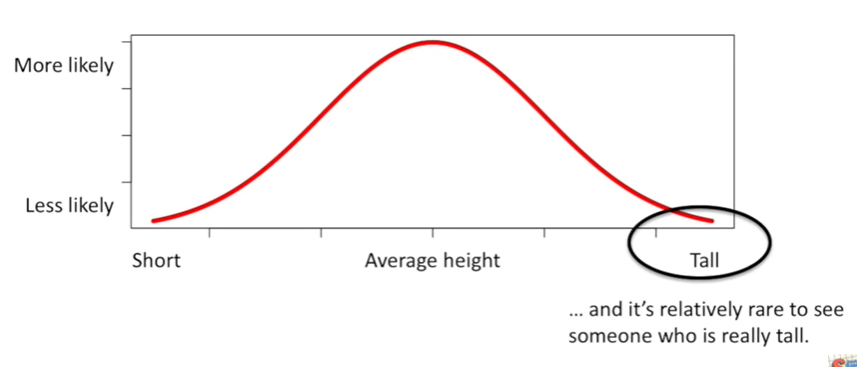 More likely
Less likely
Short
Average height
Tall
... and it's relatively rare to see
someone who is really tall.